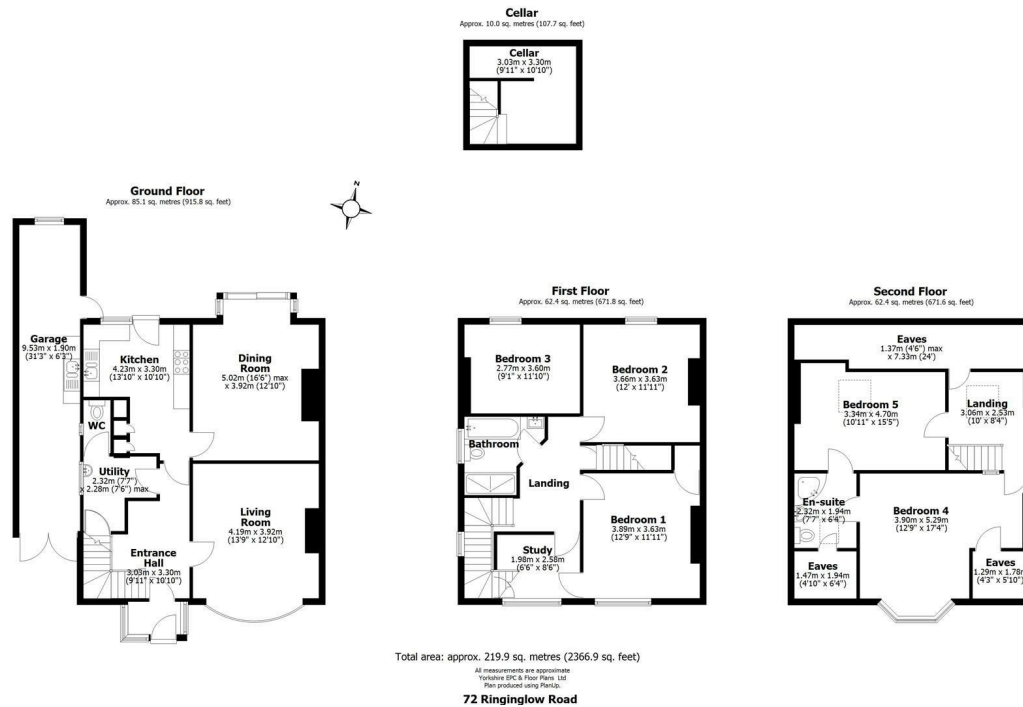 Cellar
Approx. 10.0 sq. metres (107.7 sq. feet)
Cellar
3.03m x 3.30m
(9'11" x 10'10")
Ground Floor
Approx. 85.1 sq. metres (915.8 sq. feet)
N
Garage
9.53m x 1.90m
(31'3" x 6'3")
Kitchen
4.23m x 3.30m
(13'10" x 10'10")
Dining
Room
5.02m (16'6") max
x 3.92m (12'10")
WC
Utility
2.32m (7'7")
x 2.28m (7'6") max
Living
Room
4.19m x 3.92m
(13'9" x 12'10")
Entrance
Hall
3.03m x 3.30m
(9'11" x 10'10")
First Floor
Approx. 62.4 sq. metres (671.8 sq. feet)
Bedroom 3
2.77m x 3.60m
(9'1" x 11'10")
Bedroom 2
3.66m x 3.63m
(12' x 11'11")
Bathroom
Landing
Bedroom 1
3.89m x 3.63m
(12'9" x 11'11")
Study
1.98m x 2.58m
(6'6" x 8'6")
Second Floor
Approx. 62.4 sq. metres (671.6 sq. feet)
Eaves
1.37m (4'6") max
x 7.33m (24')
Bedroom 5
3.34m x 4.70m
(10'11" x 15'5")
Landing
3.06m x 2.53m
(10' x 8'4")
En-suite
2.32m x 1.94m
(7'7" x 6'4")
Bedroom 4
3.90m x 5.29m
(12'9" x 17'4")
Eaves
1.47m x 1.94m
(4'10" x 6'4")
Eaves
1.29m x 1.78m
(4'3" x 5'10")
Total area: approx. 219.9 sq. metres (2366.9 sq. feet)
All measurements are approximate
Yorkshire EPC & Floor Plans Ltd
Plan produced using PlanUp.
72 Ringinglow Road